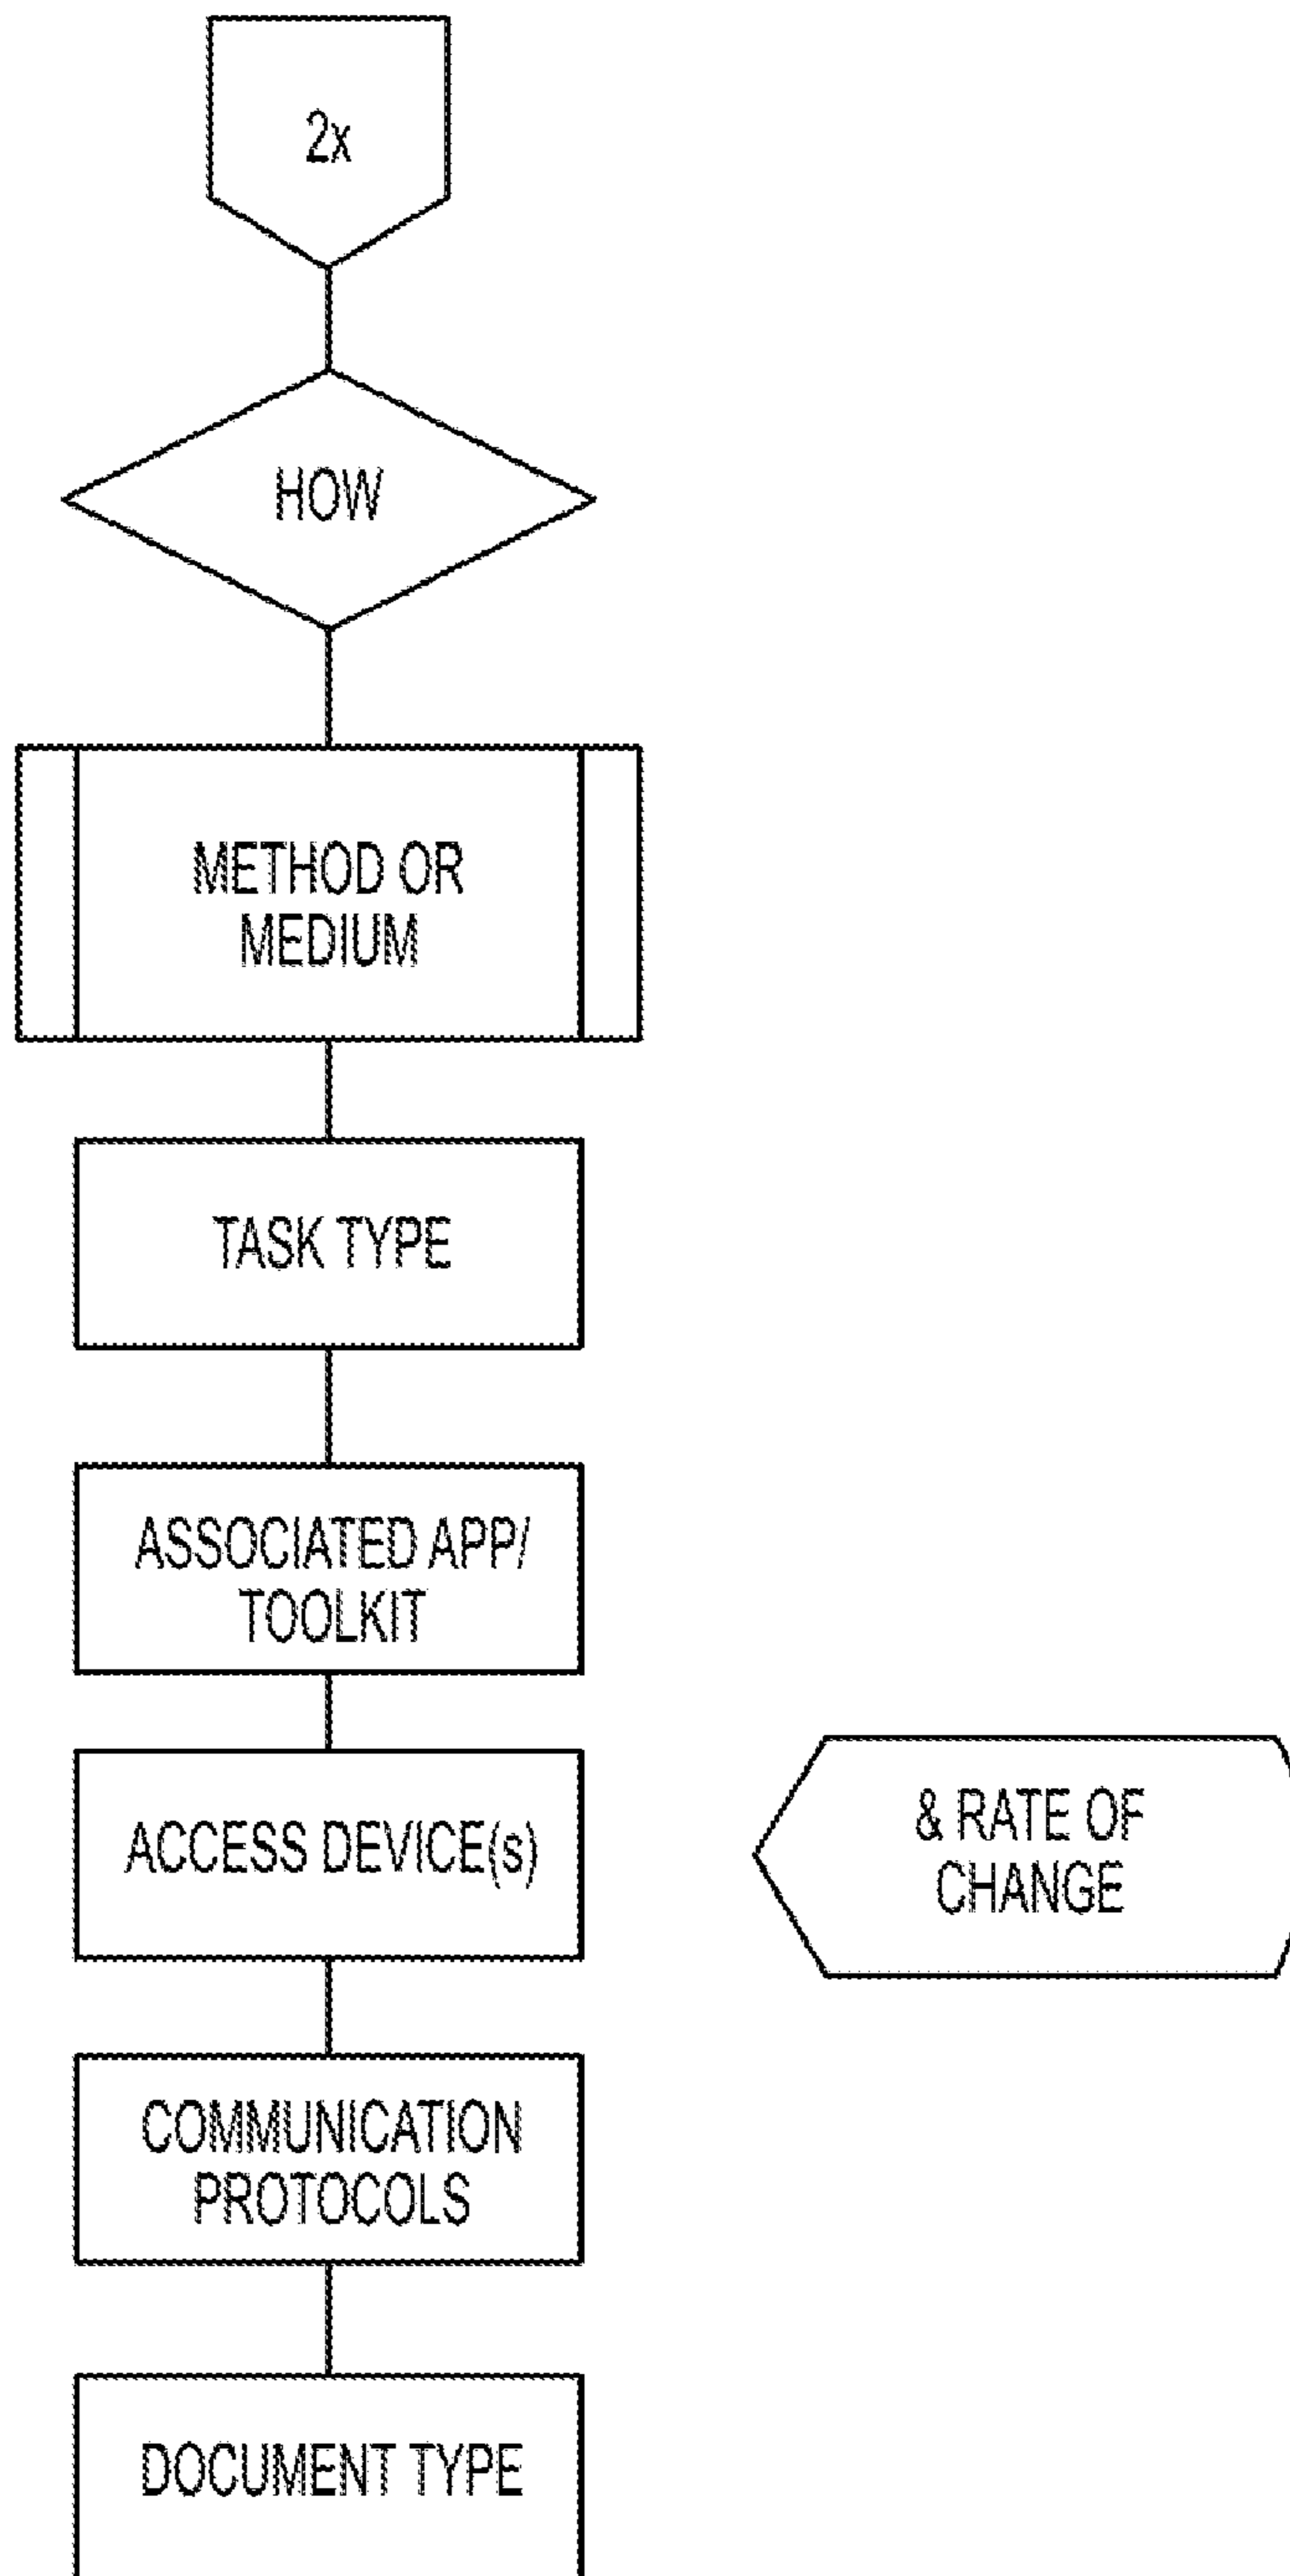 2x
HOW
METHOD OR
MEDIUM
TASK TYPE
ASSOCIATED APP/
TOOLKIT
ACCESS DEVICE(s)
& RATE OF
CHANGE
COMMUNICATION
PROTOCOLS
DOCUMENT TYPE